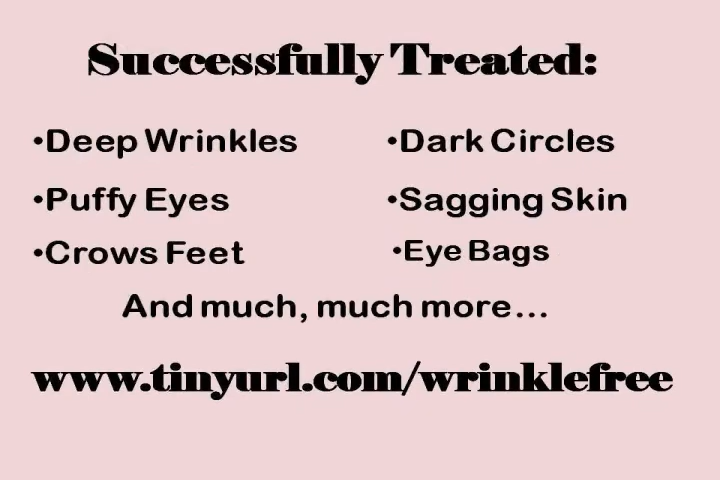 Successfully Treated:
•Deep Wrinkles
•Dark Circles
•Puffy Eyes
•Sagging Skin
•Crows Feet
•Eye Bags
And much, much more...
www.tinyurl.com/wrinklefree